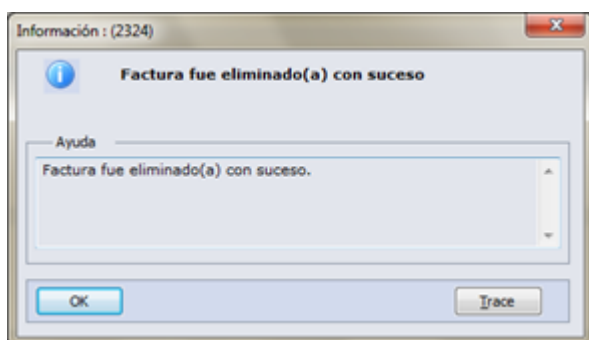 Información : (2324)
Factura fue eliminado(a) con suceso
Ayuda
Factura fue eliminado(a) con suceso.
OK
Trace